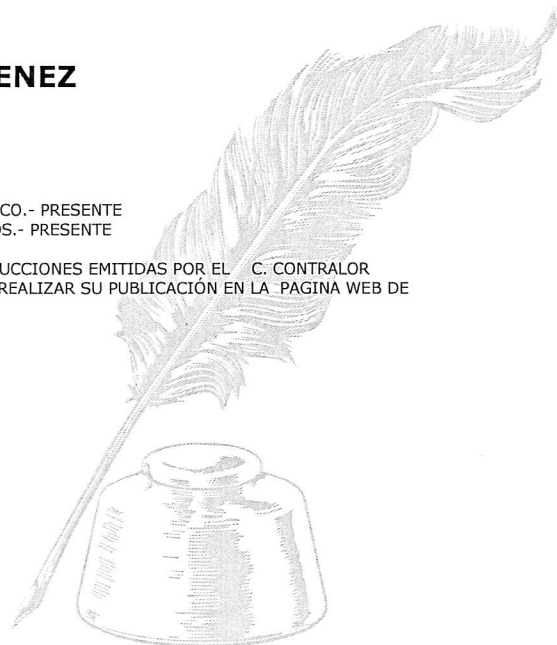 ENEZ
CO.- PRESENTE
OS.- PRESENTE
UCCIONES EMITIDAS POR EL C. CONTRALOR
REALIZAR SU PUBLICACIÓN EN LA PAGINA WEB DE